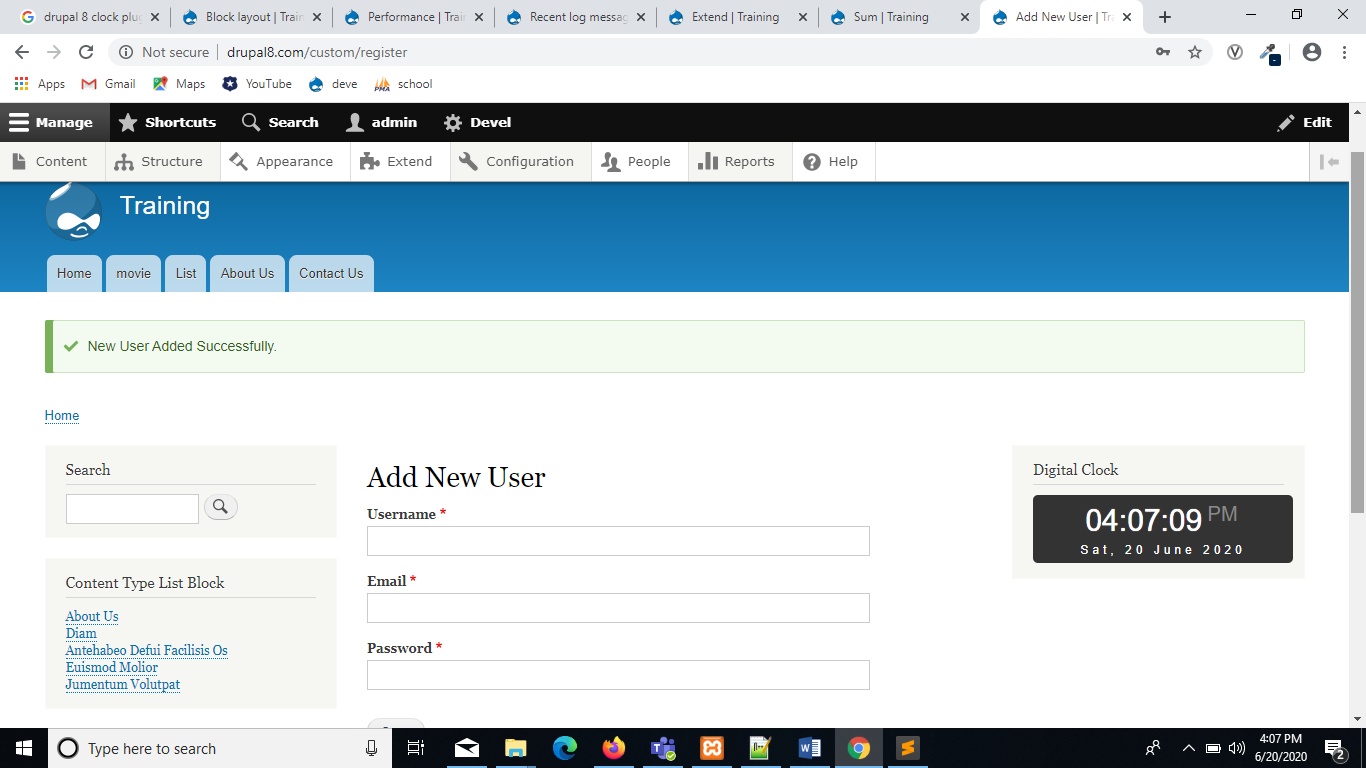 drupal 8 clock plug
Block layout | Train
Performance | Train
Recent log messag
Extend | Training
Sum | Training
Add New User | Tr
Not secure | drupal8.com/custom/register
Apps Gmail Maps YouTube deve school
Manage Shortcuts Search admin Devel Edit
Content Structure Appearance Extend Configuration People Reports Help
Training
Home movie List About Us Contact Us
New User Added Successfully.
Home
Search
Content Type List Block
About Us
Diam
Antehabeo Defui Facilisis Os
Euismod Molior
Jumentum Volutpat
Add New User
Username *
Email *
Password *
Digital Clock
04:07:09 PM
Sat, 20 June 2020
Type here to search
4:07 PM
6/20/2020
2